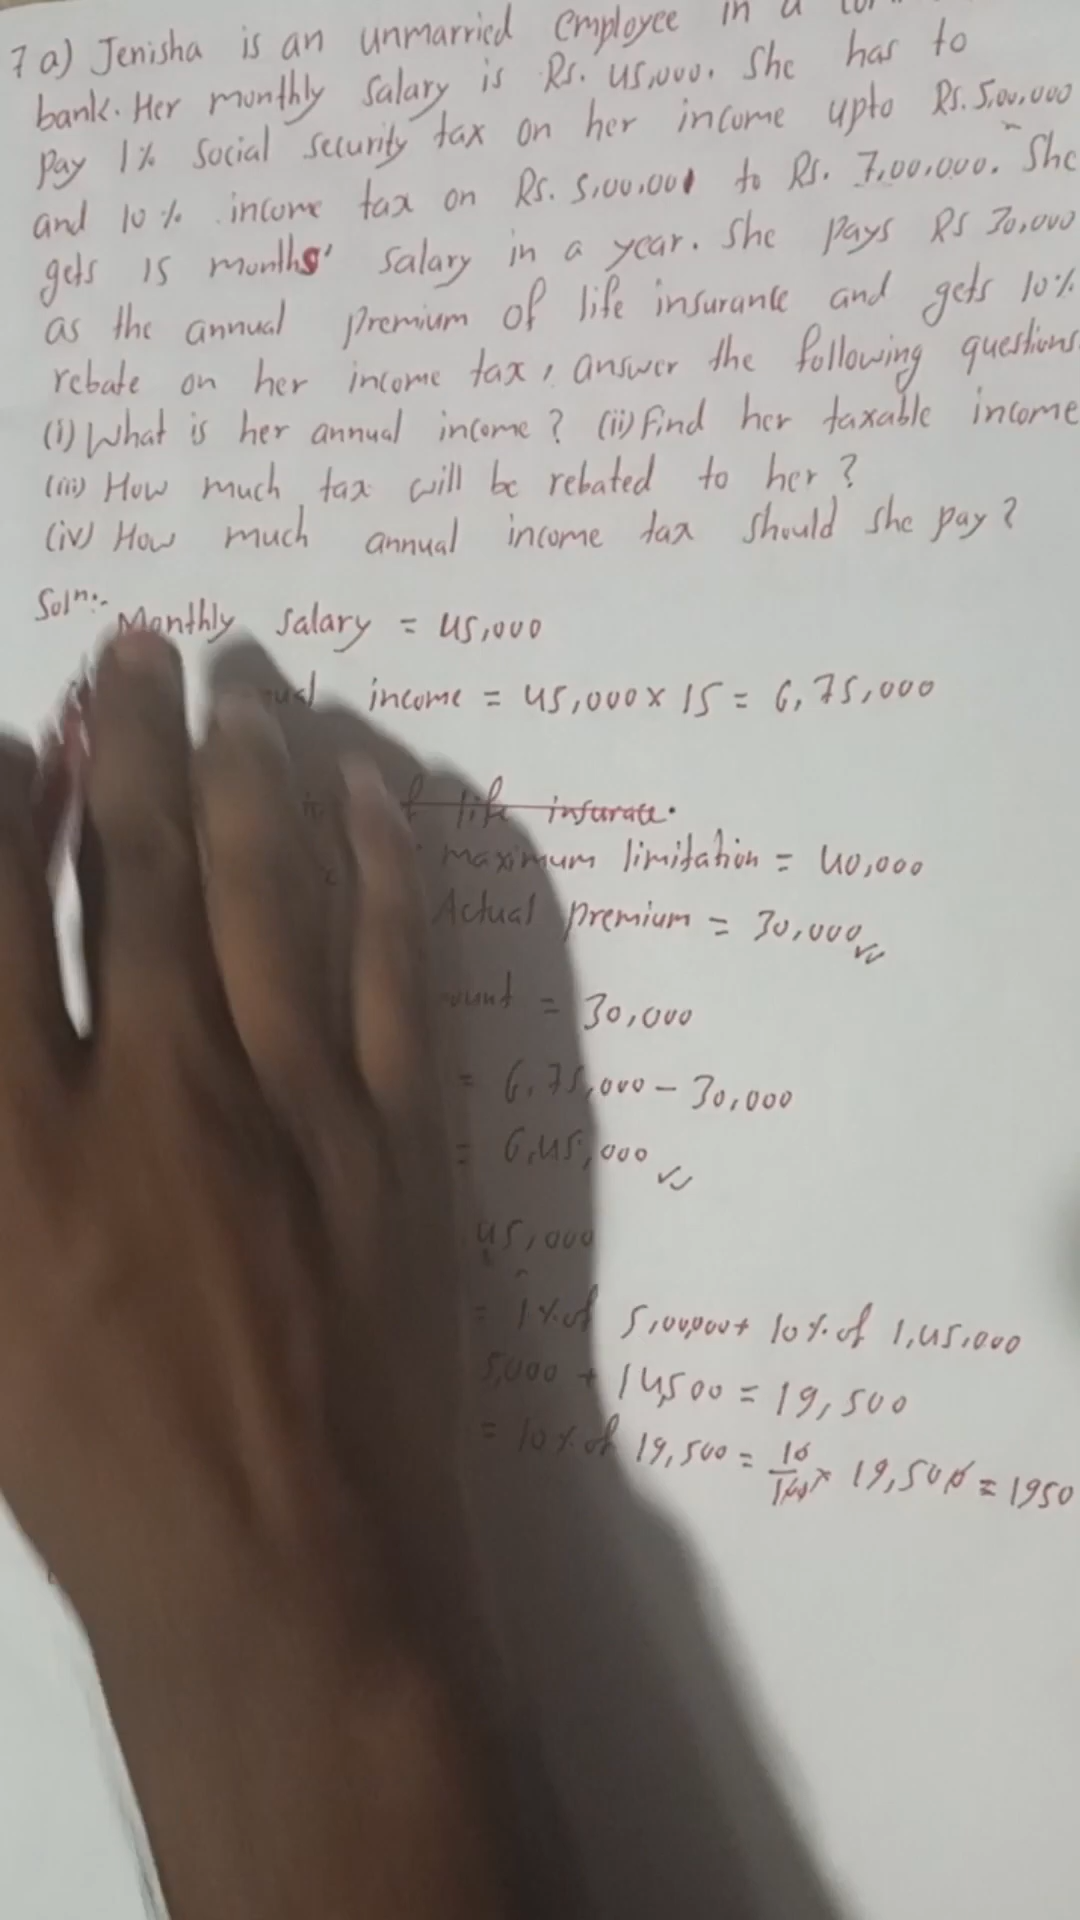 7 a) Jenisha is an unmarried employee in a
bank. Her monthly salary is Rs. 45,000. She has to
pay 1% social security tax on her income upto Rs. 5,00,000
and 10% income tax on Rs. 5,00,001 to Rs. 7,00,000. She
gets 15 months' salary in a year. She pays RS 30,000
as the annual premium of life insurance and gets 10%
rebate on her income tax, answer the following questions.
(i) What is her annual income? (ii) Find her taxable income
(iii) How much tax will be rebated to her?
(iv) How much annual income tax should she pay?
Solⁿ:- Monthly salary = 45,000
income = 45,000 x 15 = 6,75,000
life insurance.
maximum limitation = 40,000
Actual premium = 30,000
= 30,000
= 6,75,000 - 30,000
= 6,45,000
45,000
= 1% of 5,00,000 + 10% of 1,45,000
5,000 + 14,500 = 19,500
= 10% of 19,500 = 10/100 x 19,500 = 1950